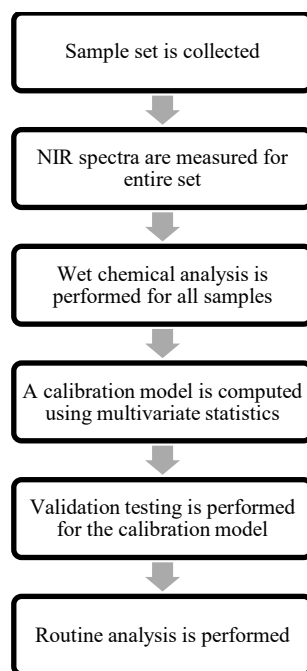 Sample set is collected
NIR spectra are measured for
entire set
Wet chemical analysis is
performed for all samples
A calibration model is computed
using multivariate statistics
Validation testing is performed
for the calibration model
Routine analysis is performed